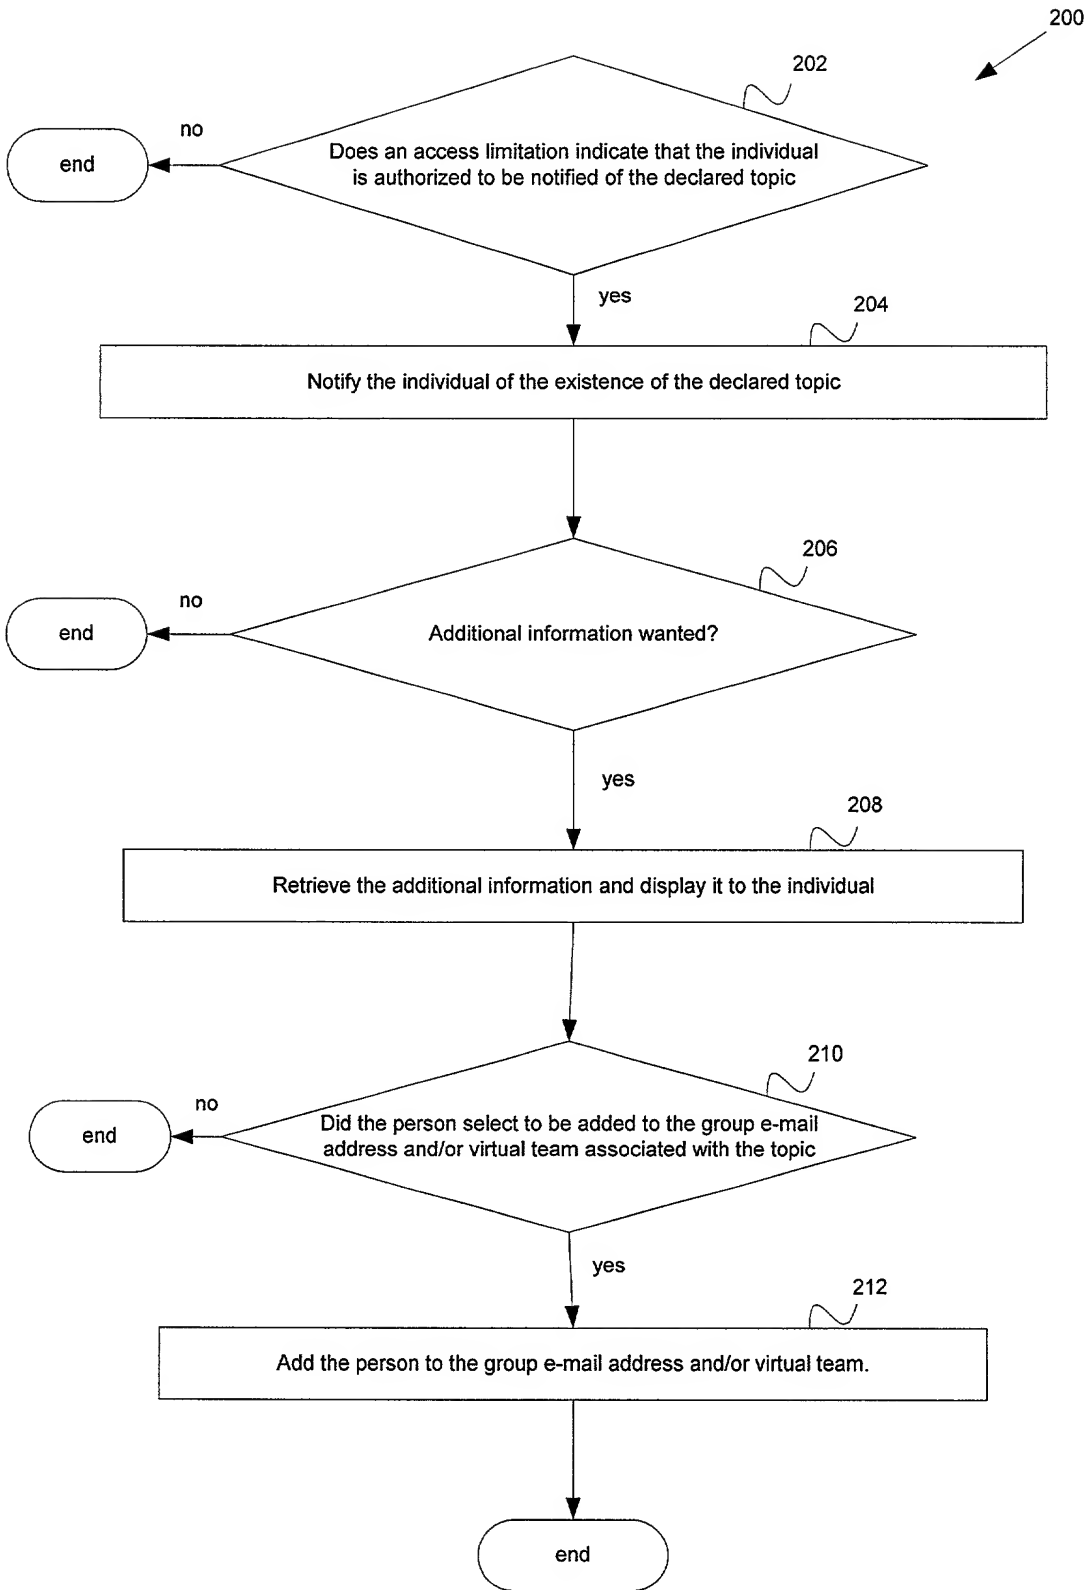 200
202
no
end
Does an access limitation indicate that the individual
is authorized to be notified of the declared topic
yes
204
Notify the individual of the existence of the declared topic
206
no
end
Additional information wanted?
yes
208
Retrieve the additional information and display it to the individual
210
no
end
Did the person select to be added to the group e-mail
address and/or virtual team associated with the topic
yes
212
Add the person to the group e-mail address and/or virtual team.
end